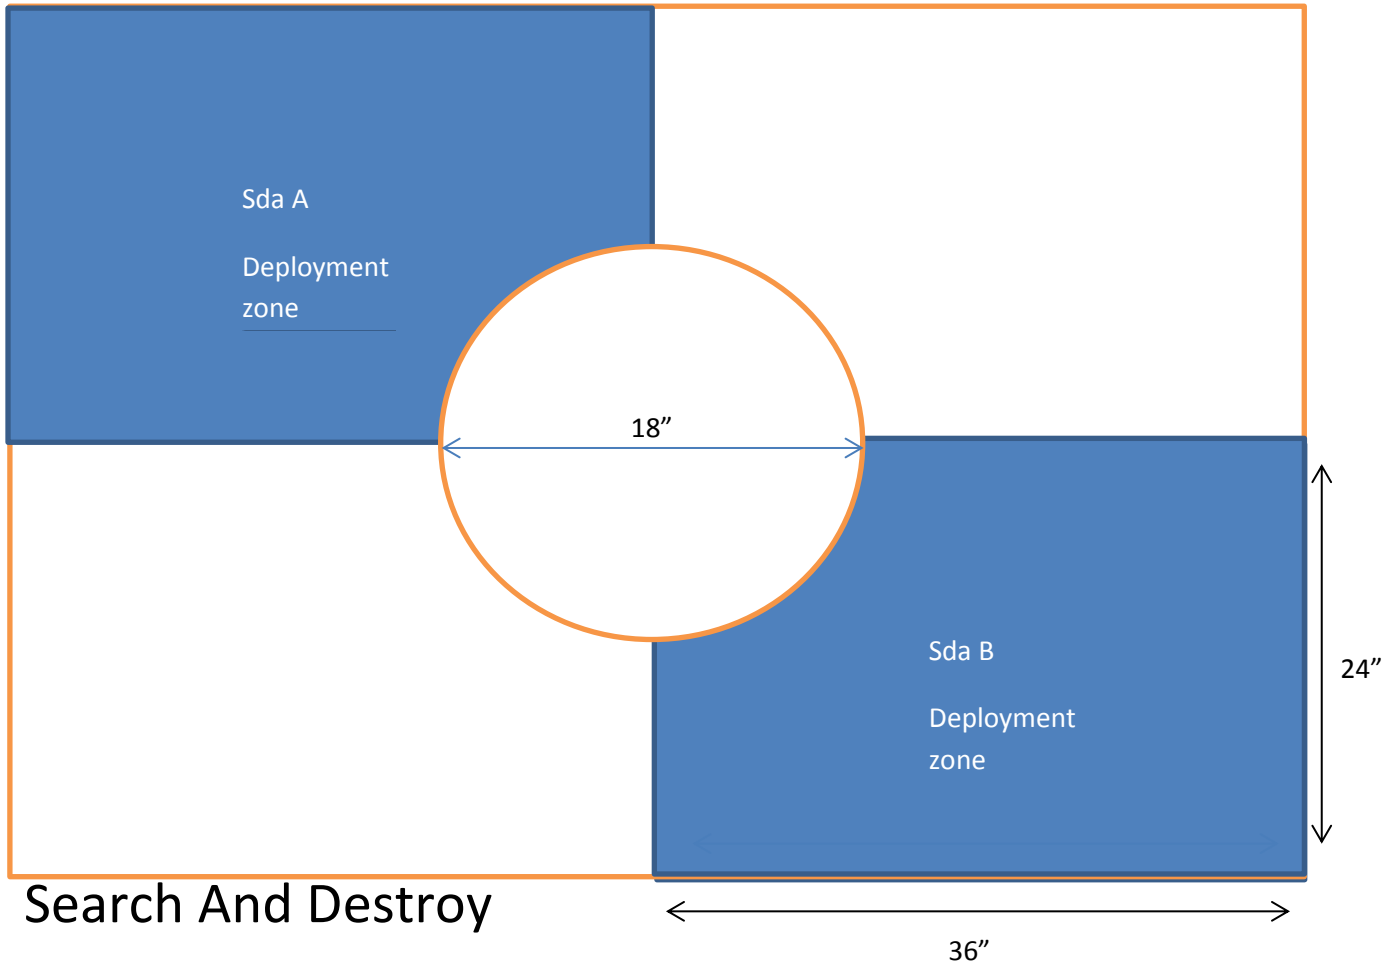 Sda A
Deployment
zone
18”
Sda B
Deployment
zone
24”
Search And Destroy
36”